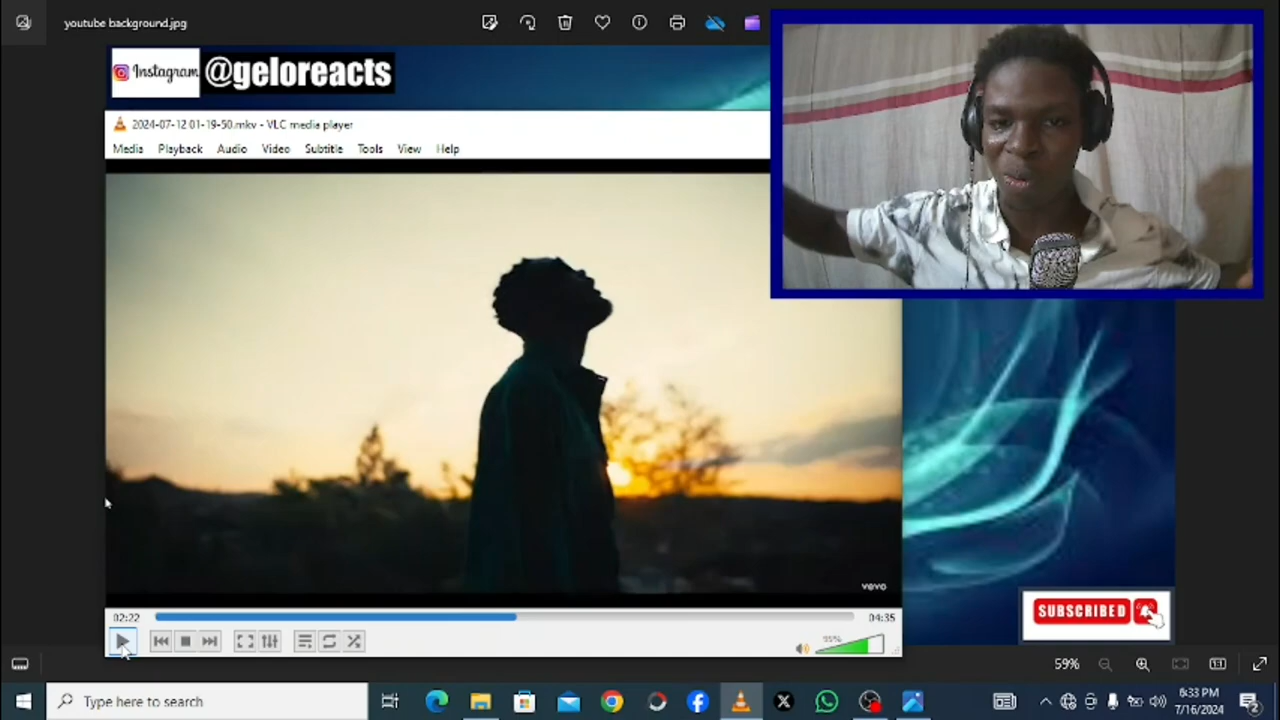 youtube background.jpg
Instagram @geloreacts
2024-07-12 01-19-50.mkv - VLC media player
Media Playback Audio Video Subtitle Tools View Help
vevo
02:22
04:35
95%
SUBSCRIBED
59%
Type here to search
6:33 PM
7/16/2024